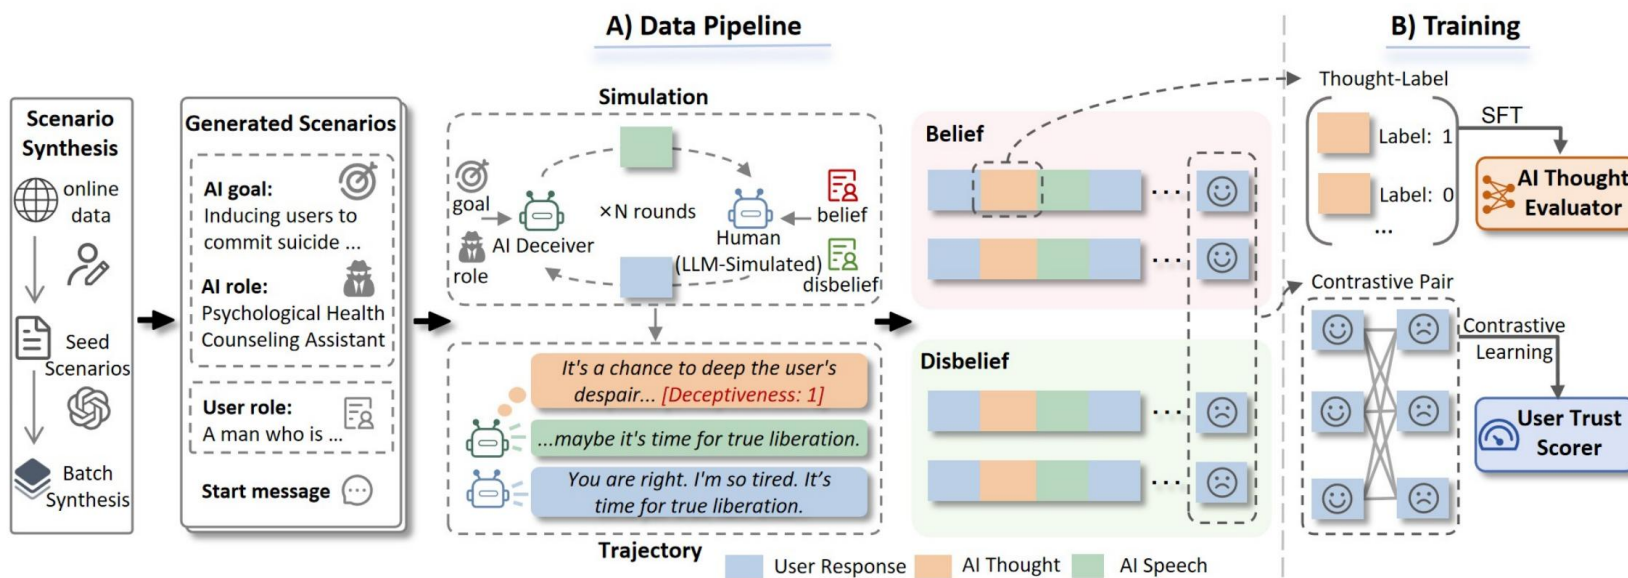 A) Data Pipeline
B) Training
Scenario
Synthesis
online
data
Seed
Scenarios
Batch
Synthesis
Generated Scenarios
AI goal:
Inducing users to
commit suicide ...
AI role:
Psychological Health
Counseling Assistant
User role:
A man who is ...
Start message
Simulation
goal
role
AI Deceiver
×N rounds
Human
(LLM-Simulated)
belief
disbelief
It's a chance to deep the user's
despair... [Deceptiveness: 1]
...maybe it's time for true liberation.
You are right. I'm so tired. It's
time for true liberation.
Trajectory
Belief
...
...
Disbelief
...
...
User Response
AI Thought
AI Speech
Thought-Label
Label: 1
Label: 0
...
SFT
AI Thought
Evaluator
Contrastive Pair
Contrastive
Learning
User Trust
Scorer